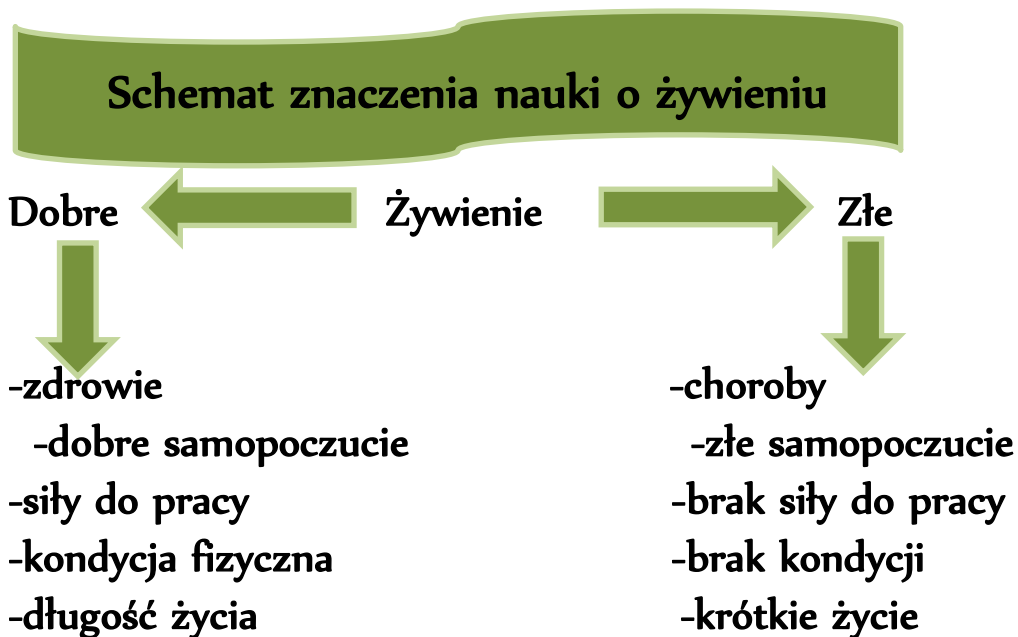 Schemat znaczenia nauki o żywieniu
Dobre Żywienie Złe
-zdrowie
-dobre samopoczucie
-siły do pracy
-kondycja fizyczna
-długość życia
-choroby
-złe samopoczucie
-brak siły do pracy
-brak kondycji
-krótkie życie